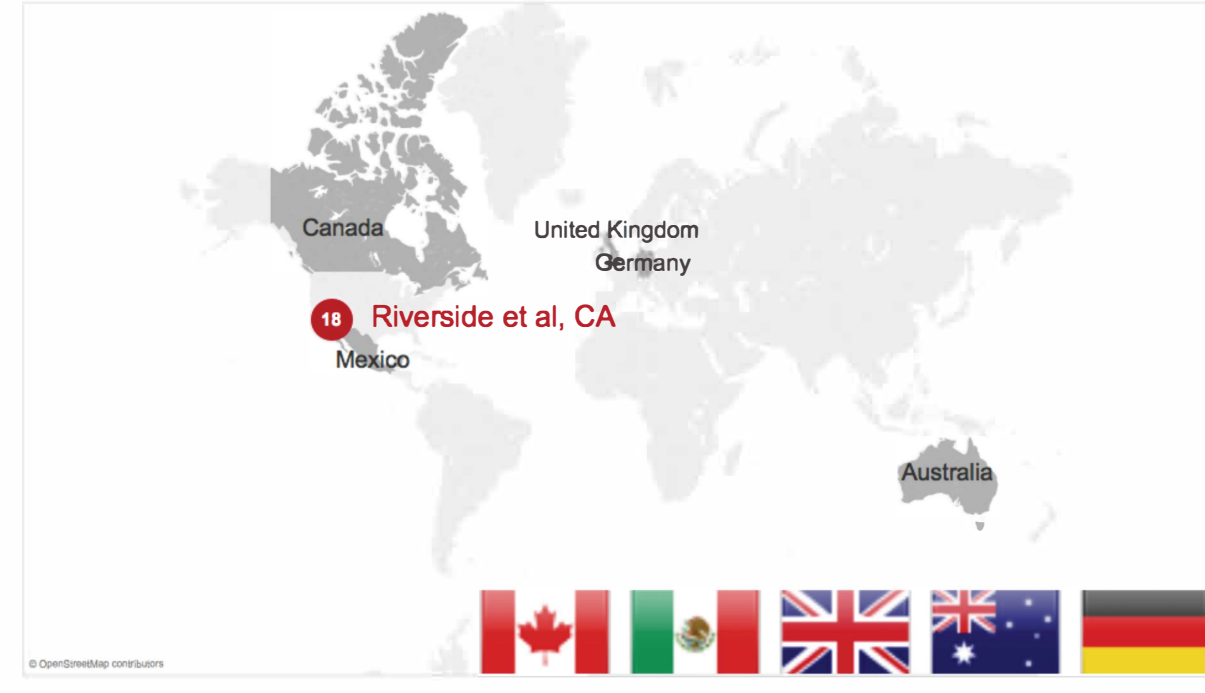 Canada
United Kingdom
Germany
18
Riverside et al, CA
Mexico
Australia
© OpenStreetMap contributors